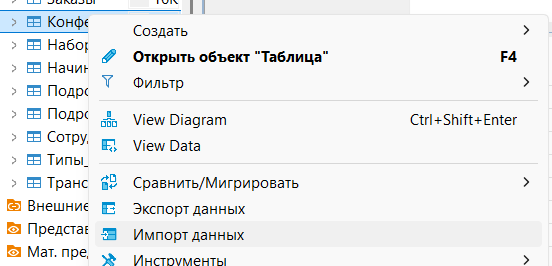 Заказы 16K
Конфе
Создать
Набор
Открыть объект "Таблица" F4
Начин
Фильтр
Подро
Подро
View Diagram Ctrl+Shift+Enter
Сотру
View Data
Типы_
Транс
Сравнить/Мигрировать
Внешние
Экспорт данных
Представ
Импорт данных
Мат. пред
Инструменты